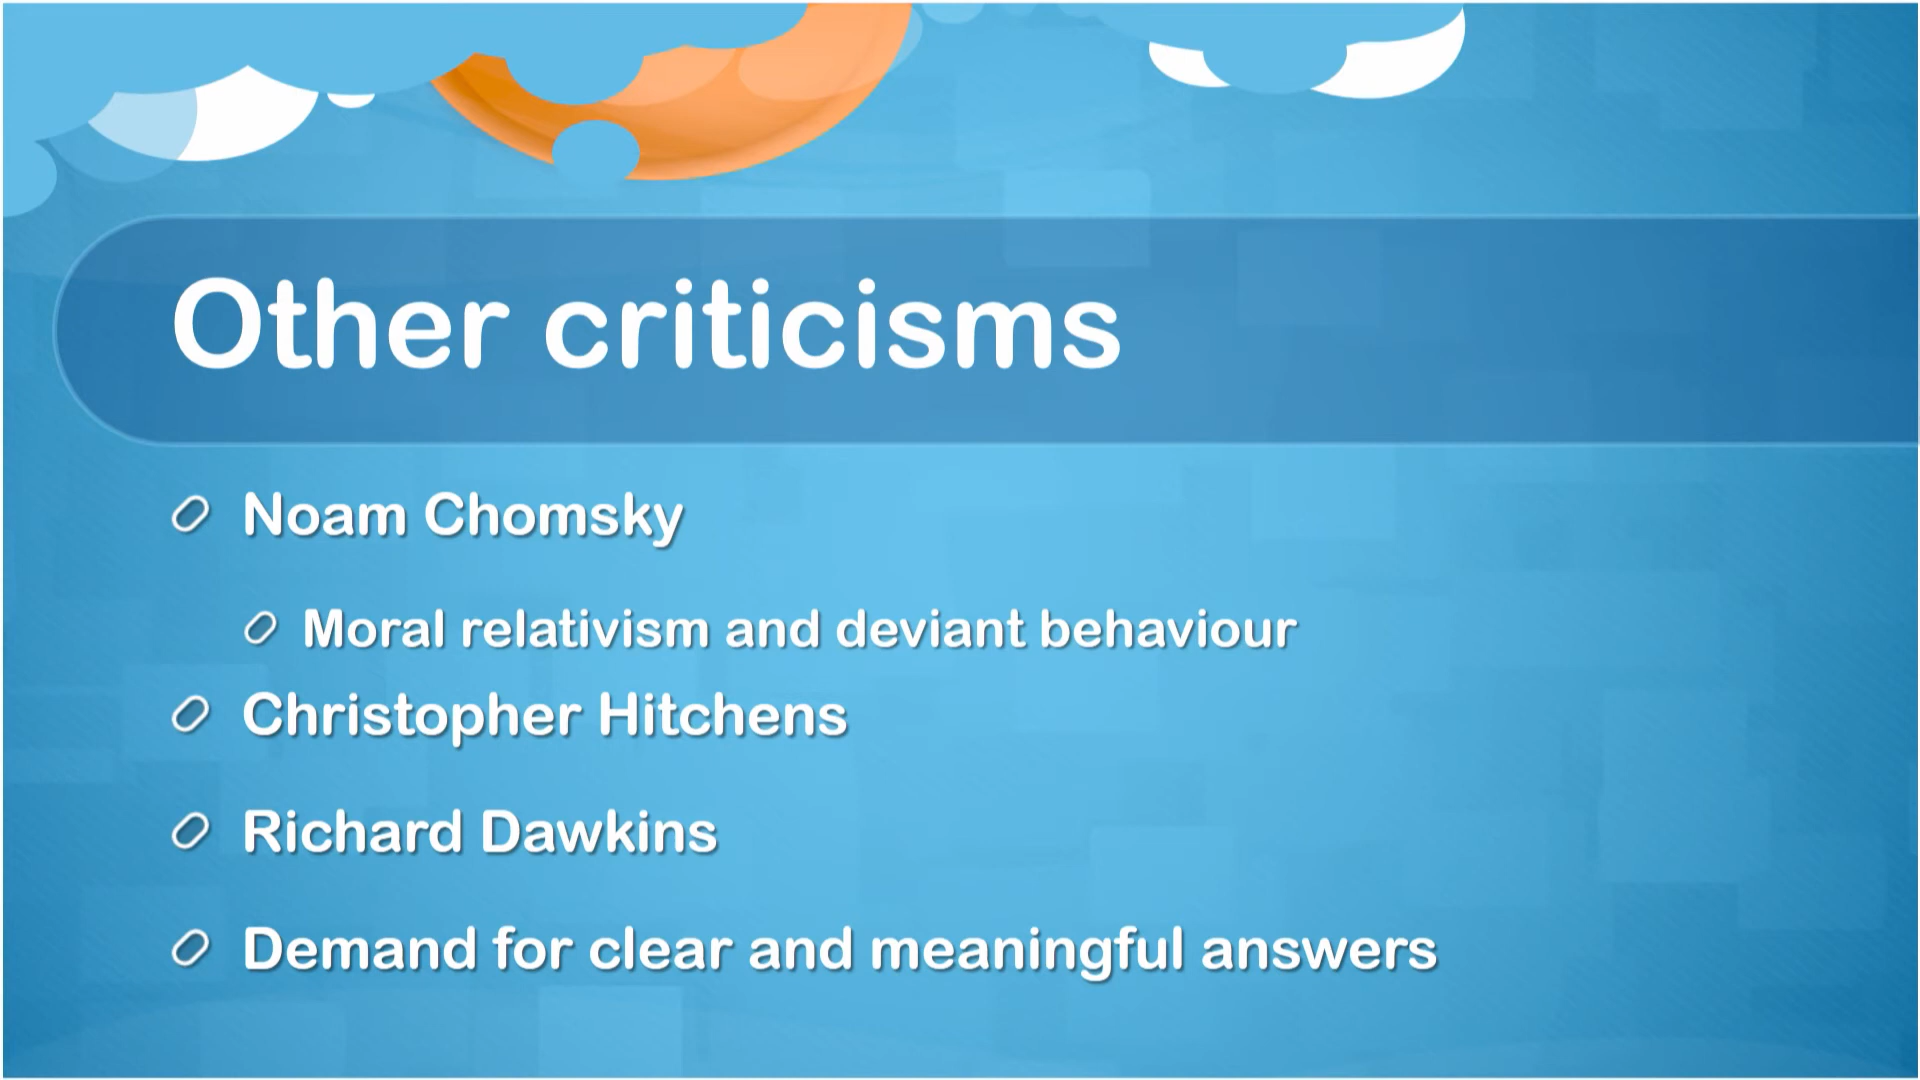 Other criticisms
Noam Chomsky
Moral relativism and deviant behaviour
Christopher Hitchens
Richard Dawkins
Demand for clear and meaningful answers